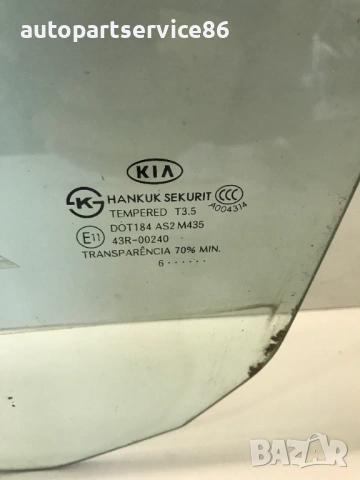 autopartservice86
KIA
KS HANKUK SEKURIT CCC
TEMPERED T3.5 A004314
E11 DOT184 AS2 M435
43R-00240
TRANSPARÊNCIA 70% MIN.
6······
BAZAR